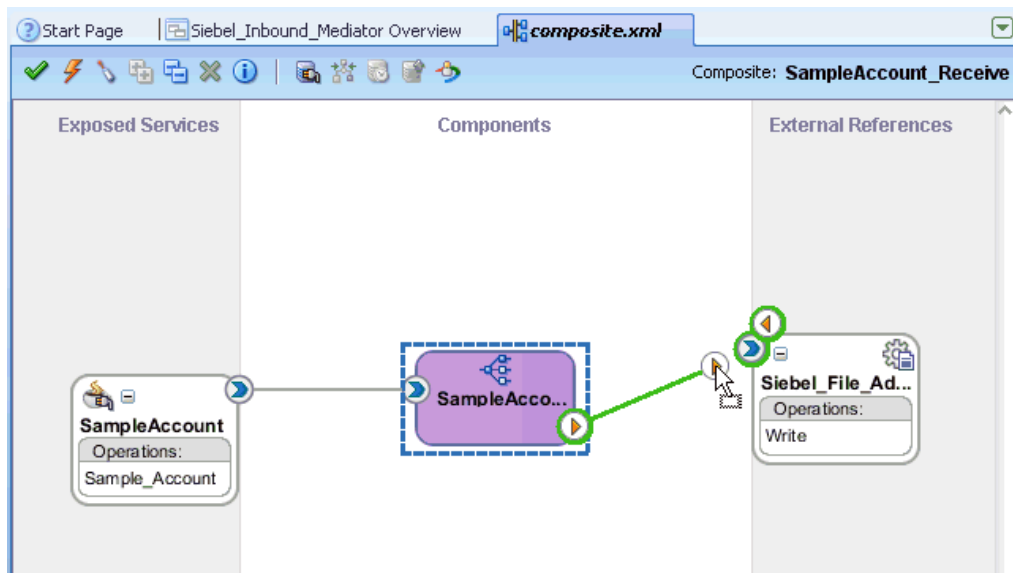 Start Page
Siebel_Inbound_Mediator Overview
composite.xml
Composite: SampleAccount_Receive
Exposed Services
Components
External References
SampleAccount
Operations:
Sample_Account
SampleAcco...
Siebel_File_Ad...
Operations:
Write